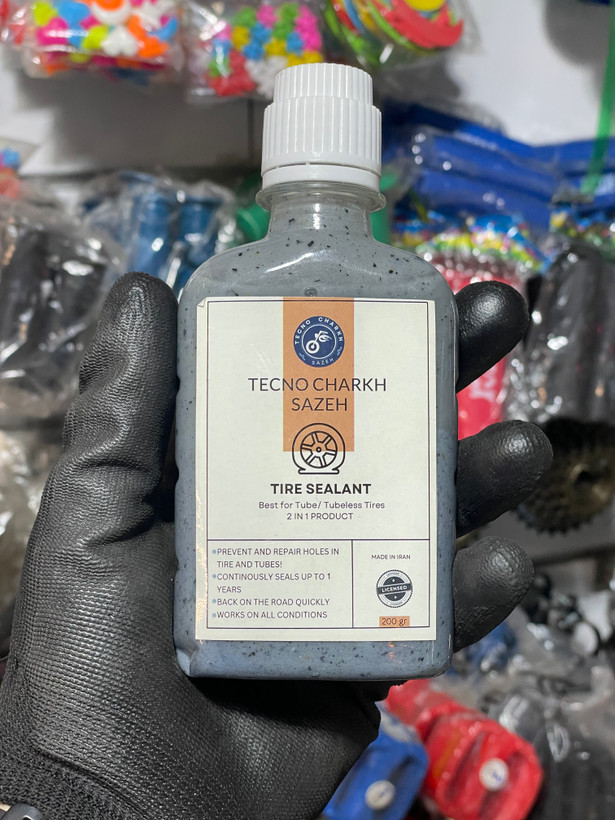 TECNO CHARKH
SAZEH
TECNO CHARKH
SAZEH
TIRE SEALANT
Best for Tube/ Tubeless Tires
2 IN 1 PRODUCT
PREVENT AND REPAIR HOLES IN
TIRE AND TUBES!
CONTINOUSLY SEALS UP TO 1
YEARS
BACK ON THE ROAD QUICKLY
WORKS ON ALL CONDITIONS
MADE IN IRAN
LICENSED
200 gr